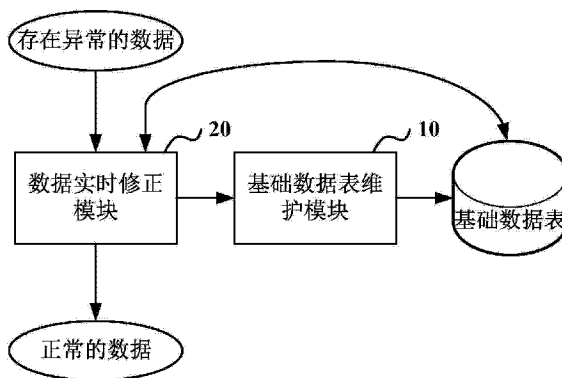 存在异常的数据
20
10
数据实时修正
模块
基础数据表维
护模块
基础数据表
正常的数据